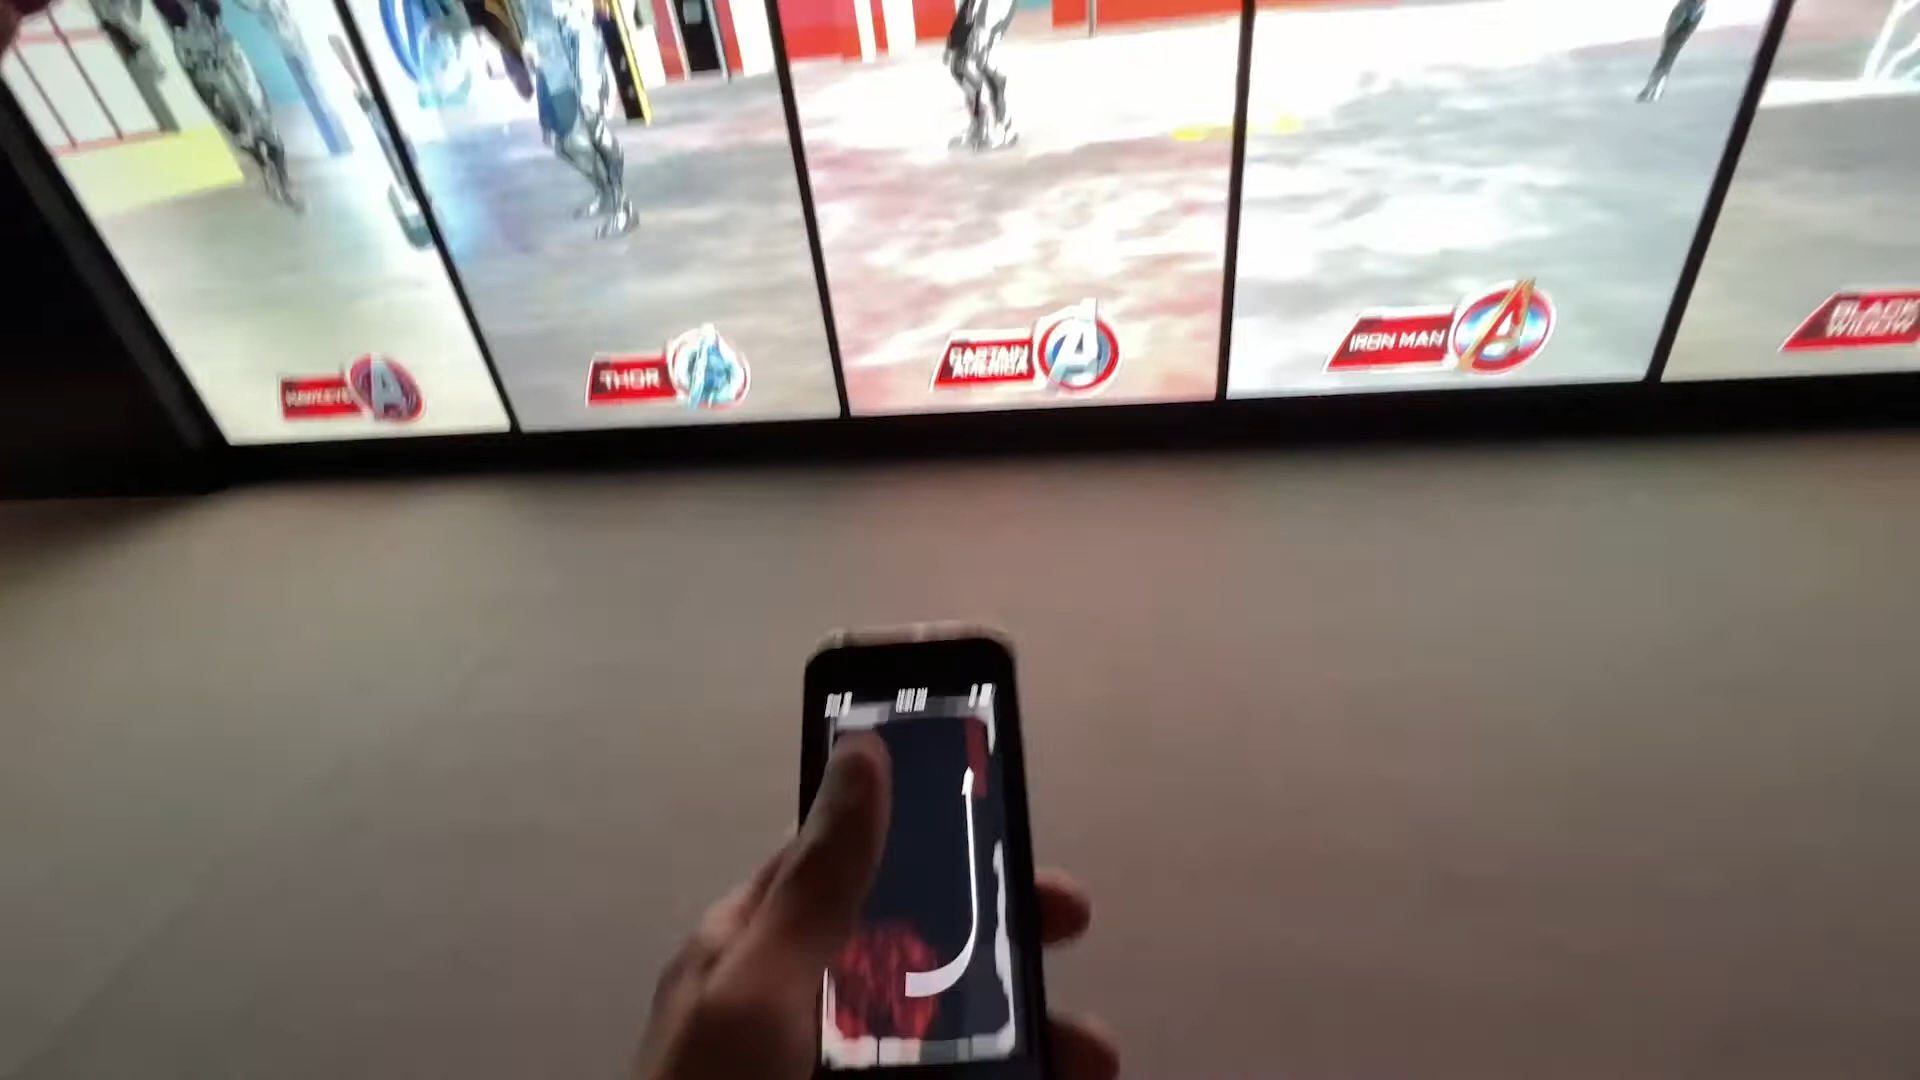 THOR
CAPTAIN
AMERICA
IRON MAN
BLACK
WIDOW